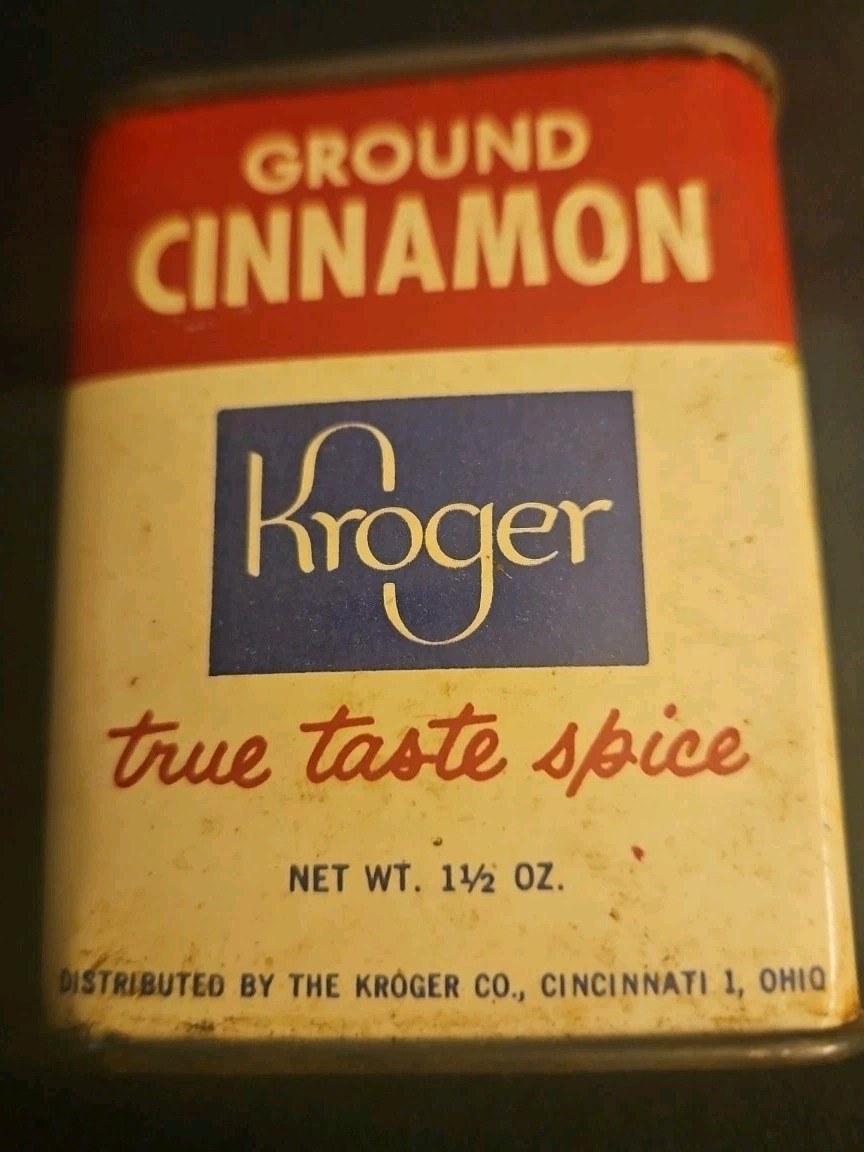 GROUND
CINNAMON
Kroger
true taste spice
NET WT. 1½ OZ.
DISTRIBUTED BY THE KROGER CO., CINCINNATI 1, OHIO